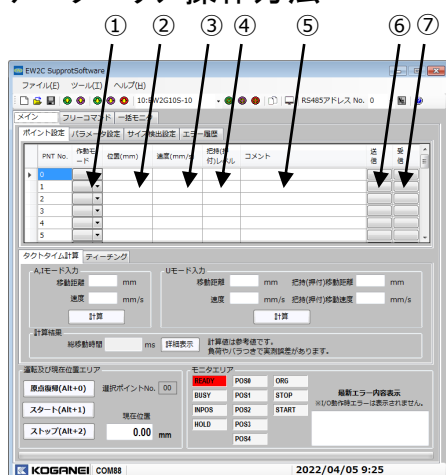 ① ② ③ ④ ⑤ ⑥ ⑦
EW2C SupprotSoftware
ファイル(F) ツール(T) ヘルプ(H)
10:EW2G10S-10 RS485アドレス No. 0
メイン フリーコマンド 一括モニタ
ポイント設定 パラメータ設定 サイズ検出設定 エラー履歴
PNT No. 作動モード 位置(mm) 速度(mm/s) 把持(押付)レベル コメント 送信 受信
0
1
2
3
4
5
タクトタイム計算 ティーチング
A,Iモード入力 Uモード入力
移動距離 mm 移動距離 mm 把持(押付)移動距離 mm
速度 mm/s 速度 mm/s 把持(押付)移動速度 mm/s
計算 計算
計算結果
総移動時間 ms 詳細表示 計算値は参考値です。
負荷やバラつきで実測誤差があります。
運転及び現在位置エリア モニタエリア
原点復帰(Alt+0) 選択ポイントNo. 00 READY POS0 ORG 最新エラー内容表示
BUSY POS1 STOP ※I/O動作時エラーは表示されません。
スタート(Alt+1) 現在位置 INPOS POS2 START
ストップ(Alt+2) 0.00 mm HOLD POS3
POS4
KOGANEI COM88 2022/04/05 9:25